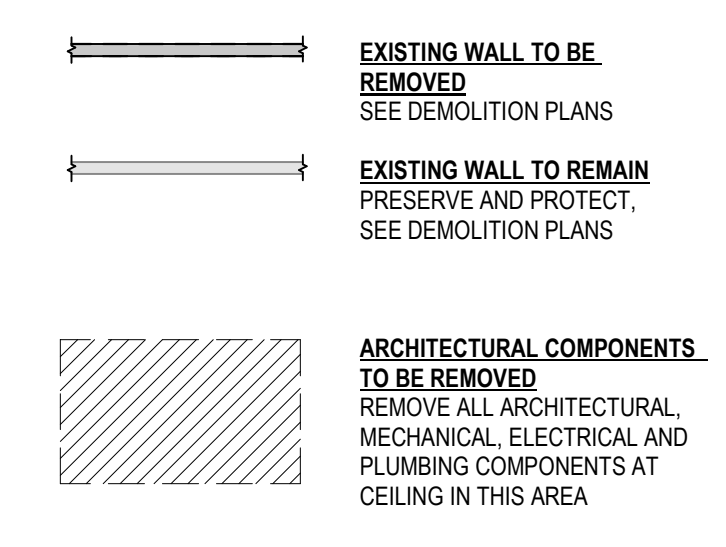 EXISTING WALL TO BE
REMOVED
SEE DEMOLITION PLANS
EXISTING WALL TO REMAIN
PRESERVE AND PROTECT,
SEE DEMOLITION PLANS
ARCHITECTURAL COMPONENTS
TO BE REMOVED
REMOVE ALL ARCHITECTURAL,
MECHANICAL, ELECTRICAL AND
PLUMBING COMPONENTS AT
CEILING IN THIS AREA